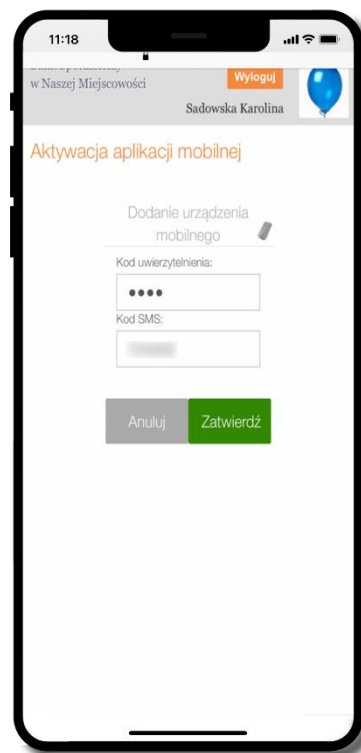 11:18
w Naszej Miejscowości
Wyloguj
Sadowska Karolina
Aktywacja aplikacji mobilnej
Dodanie urządzenia
mobilnego
Kod uwierzytelnienia:
••••
Kod SMS:
Anuluj
Zatwierdź